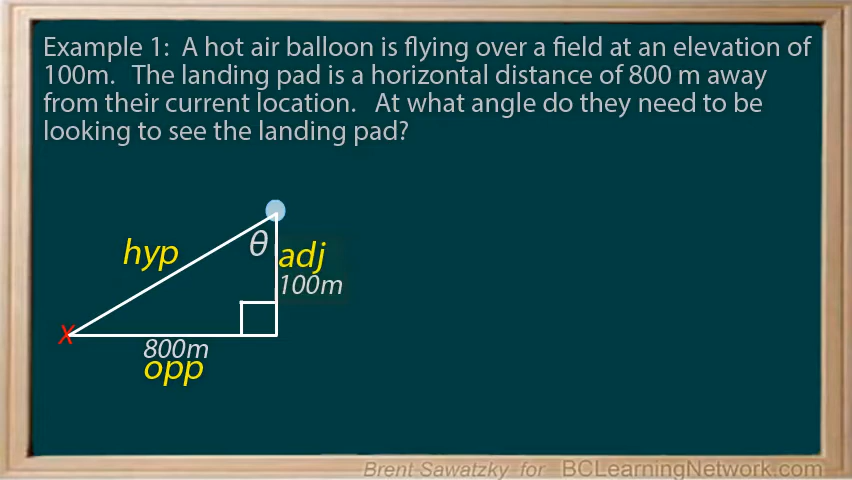 Example 1:  A hot air balloon is flying over a field at an elevation of
100m.   The landing pad is a horizontal distance of 800 m away
from their current location.   At what angle do they need to be
looking to see the landing pad?
hyp
θ
adj
100m
X
800m
opp
Brent Sawatzky for BCLearningNetwork.com